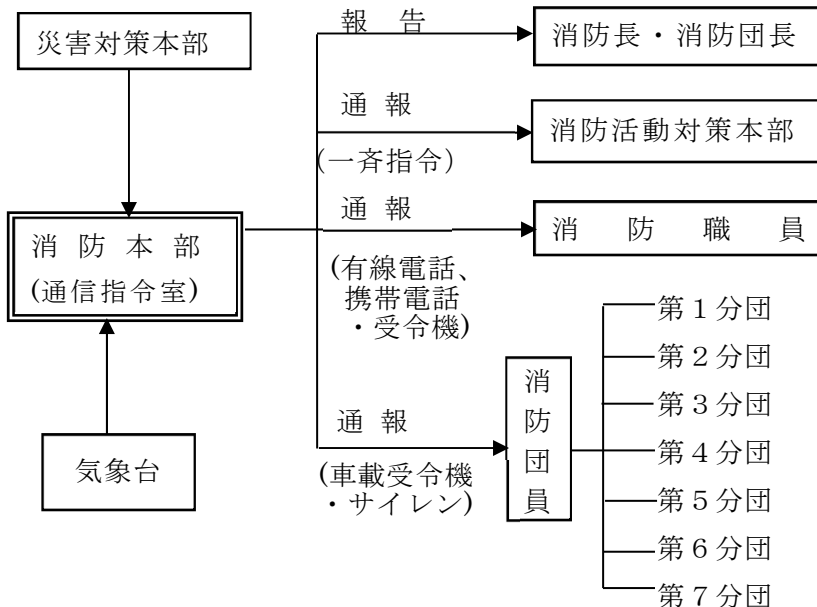 災害対策本部
消防本部
(通信指令室)
気象台
報告
消防長・消防団長
通報
(一斉指令)
消防活動対策本部
通報
(有線電話、
携帯電話
・受令機)
消防職員
通報
(車載受令機
・サイレン)
消防団員
第１分団
第２分団
第３分団
第４分団
第５分団
第６分団
第７分団